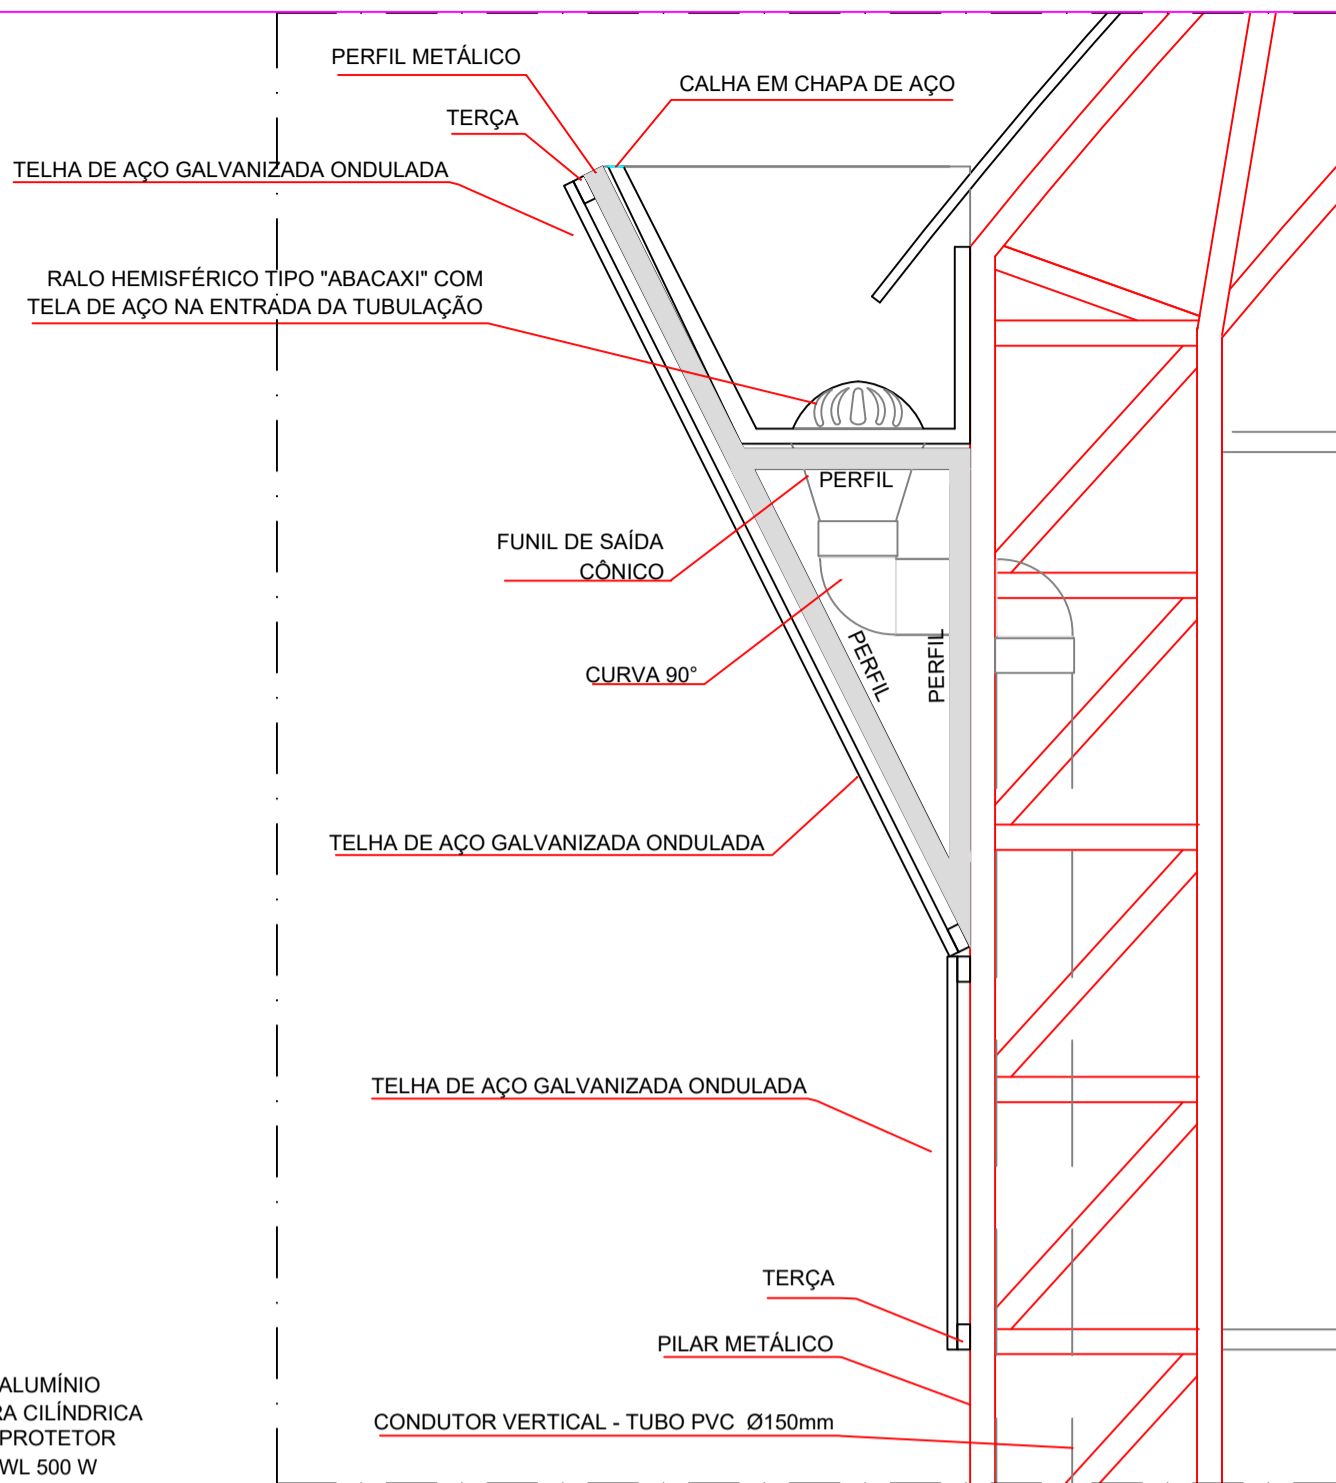 PERFIL METÁLICO
CALHA EM CHAPA DE AÇO
TERÇA
TELHA DE AÇO GALVANIZADA ONDULADA
RALO HEMISFÉRICO TIPO "ABACAXI" COM
TELA DE AÇO NA ENTRADA DA TUBULAÇÃO
PERFIL
FUNIL DE SAÍDA
CÔNICO
PERFIL
PERFIL
CURVA 90°
TELHA DE AÇO GALVANIZADA ONDULADA
TELHA DE AÇO GALVANIZADA ONDULADA
TERÇA
PILAR METÁLICO
CONDUTOR VERTICAL - TUBO PVC Ø150mm
ALUMÍNIO
RA CILÍNDRICA
PROTETOR
WL 500 W